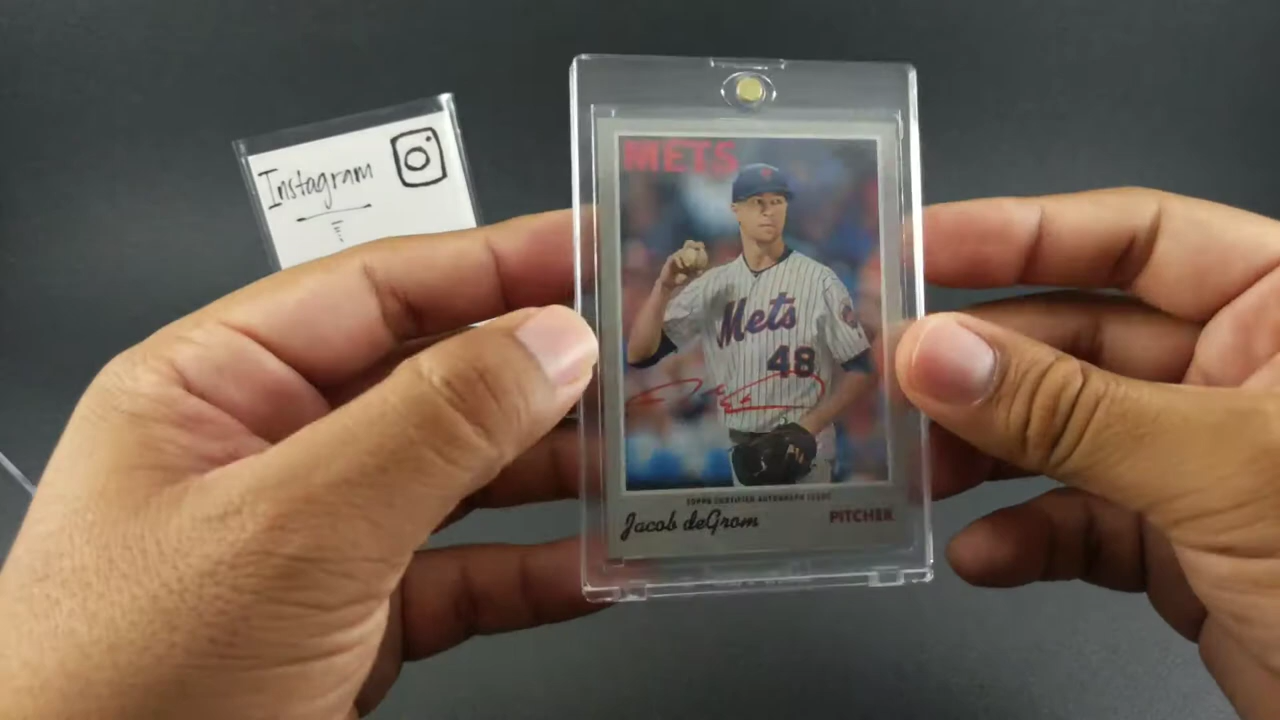 Instagram
METS
Mets
48
TOPPS CERTIFIED AUTOGRAPH ISSUE
Jacob deGrom
PITCHER